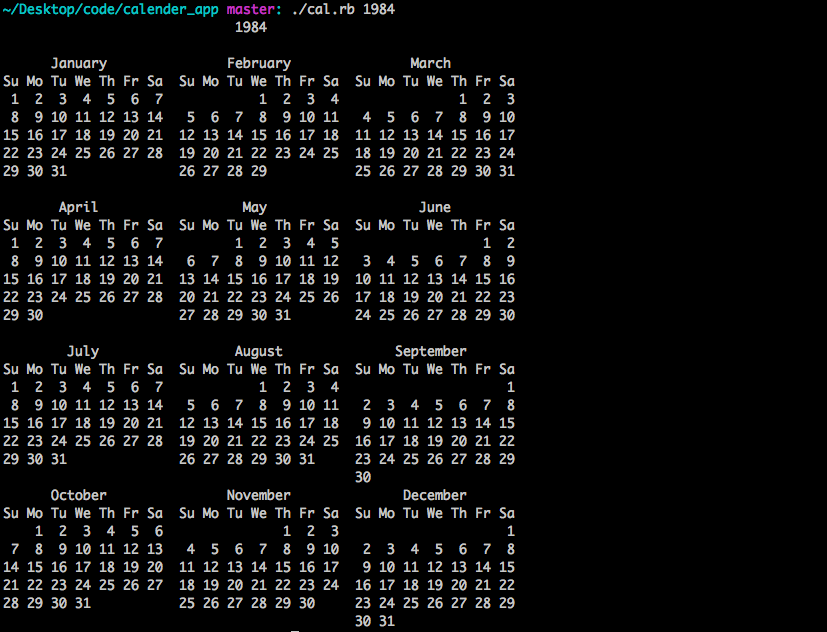 ~/Desktop/code/calender_app master: ./cal.rb 1984
                             1984

      January               February               March
Su Mo Tu We Th Fr Sa  Su Mo Tu We Th Fr Sa  Su Mo Tu We Th Fr Sa
 1  2  3  4  5  6  7            1  2  3  4               1  2  3
 8  9 10 11 12 13 14   5  6  7  8  9 10 11   4  5  6  7  8  9 10
15 16 17 18 19 20 21  12 13 14 15 16 17 18  11 12 13 14 15 16 17
22 23 24 25 26 27 28  19 20 21 22 23 24 25  18 19 20 21 22 23 24
29 30 31              26 27 28 29           25 26 27 28 29 30 31

       April                  May                  June
Su Mo Tu We Th Fr Sa  Su Mo Tu We Th Fr Sa  Su Mo Tu We Th Fr Sa
 1  2  3  4  5  6  7         1  2  3  4  5                  1  2
 8  9 10 11 12 13 14   6  7  8  9 10 11 12   3  4  5  6  7  8  9
15 16 17 18 19 20 21  13 14 15 16 17 18 19  10 11 12 13 14 15 16
22 23 24 25 26 27 28  20 21 22 23 24 25 26  17 18 19 20 21 22 23
29 30                 27 28 29 30 31        24 25 26 27 28 29 30

        July                 August              September
Su Mo Tu We Th Fr Sa  Su Mo Tu We Th Fr Sa  Su Mo Tu We Th Fr Sa
 1  2  3  4  5  6  7            1  2  3  4                     1
 8  9 10 11 12 13 14   5  6  7  8  9 10 11   2  3  4  5  6  7  8
15 16 17 18 19 20 21  12 13 14 15 16 17 18   9 10 11 12 13 14 15
22 23 24 25 26 27 28  19 20 21 22 23 24 25  16 17 18 19 20 21 22
29 30 31              26 27 28 29 30 31     23 24 25 26 27 28 29
                                            30
      October               November              December
Su Mo Tu We Th Fr Sa  Su Mo Tu We Th Fr Sa  Su Mo Tu We Th Fr Sa
    1  2  3  4  5  6               1  2  3                     1
 7  8  9 10 11 12 13   4  5  6  7  8  9 10   2  3  4  5  6  7  8
14 15 16 17 18 19 20  11 12 13 14 15 16 17   9 10 11 12 13 14 15
21 22 23 24 25 26 27  18 19 20 21 22 23 24  16 17 18 19 20 21 22
28 29 30 31           25 26 27 28 29 30     23 24 25 26 27 28 29
                                            30 31